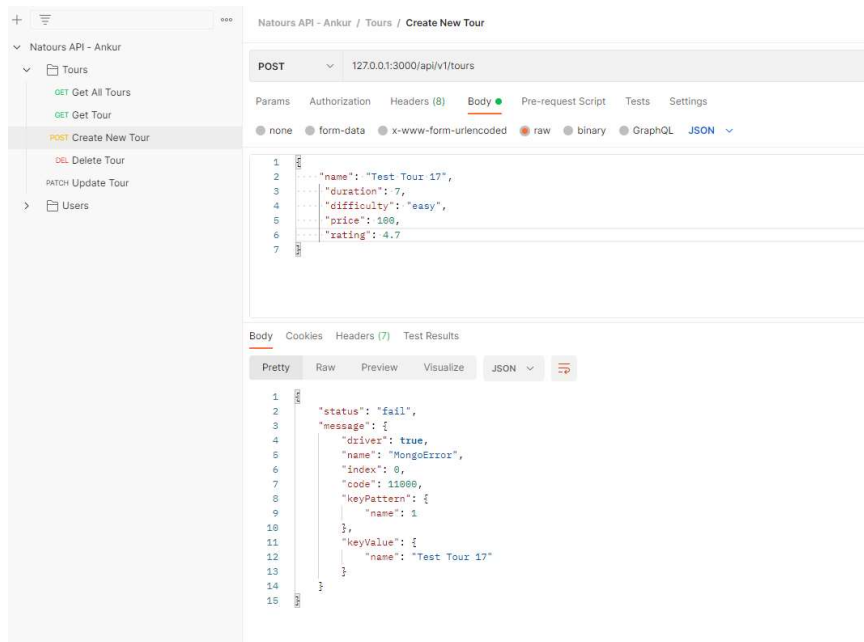 Natours API - Ankur / Tours / Create New Tour
Natours API - Ankur
Tours
GET Get All Tours
GET Get Tour
POST Create New Tour
DEL Delete Tour
PATCH Update Tour
Users
POST 127.0.0.1:3000/api/v1/tours
Params Authorization Headers (8) Body Pre-request Script Tests Settings
none form-data x-www-form-urlencoded raw binary GraphQL JSON
1 {
2 "name": "Test Tour 17",
3 "duration": 7,
4 "difficulty": "easy",
5 "price": 100,
6 "rating": 4.7
7 }
Body Cookies Headers (7) Test Results
Pretty Raw Preview Visualize JSON
1 {
2 "status": "fail",
3 "message": {
4 "driver": true,
5 "name": "MongoError",
6 "index": 0,
7 "code": 11000,
8 "keyPattern": {
9 "name": 1
10 },
11 "keyValue": {
12 "name": "Test Tour 17"
13 }
14 }
15 }